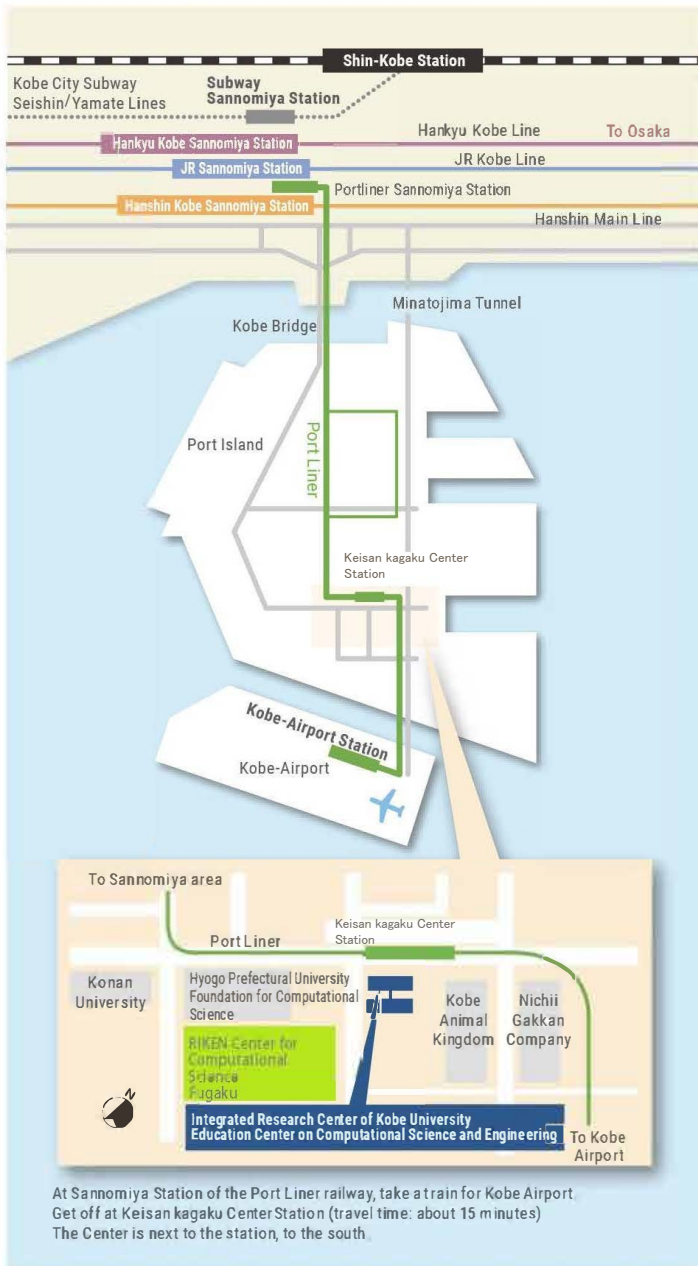 Shin-Kobe Station
Kobe City Subway
Seishin/Yamate Lines
Subway
Sannomiya Station
Hankyu Kobe Line
To Osaka
Hankyu Kobe Sannomiya Station
JR Kobe Line
JR Sannomiya Station
Portliner Sannomiya Station
Hanshin Kobe Sannomiya Station
Hanshin Main Line
Minatojima Tunnel
Kobe Bridge
Port Island
Port Liner
Keisan kagaku Center
Station
Kobe-Airport Station
Kobe-Airport
To Sannomiya area
Keisan kagaku Center
Station
Port Liner
Konan
University
Hyogo Prefectural University
Foundation for Computational
Science
Kobe
Animal
Kingdom
Nichii
Gakkan
Company
RIKEN Center for
Computational
Science
Fugaku
N
Integrated Research Center of Kobe University
Education Center on Computational Science and Engineering
To Kobe
Airport
At Sannomiya Station of the Port Liner railway, take a train for Kobe Airport
Get off at Keisan kagaku Center Station (travel time: about 15 minutes)
The Center is next to the station, to the south